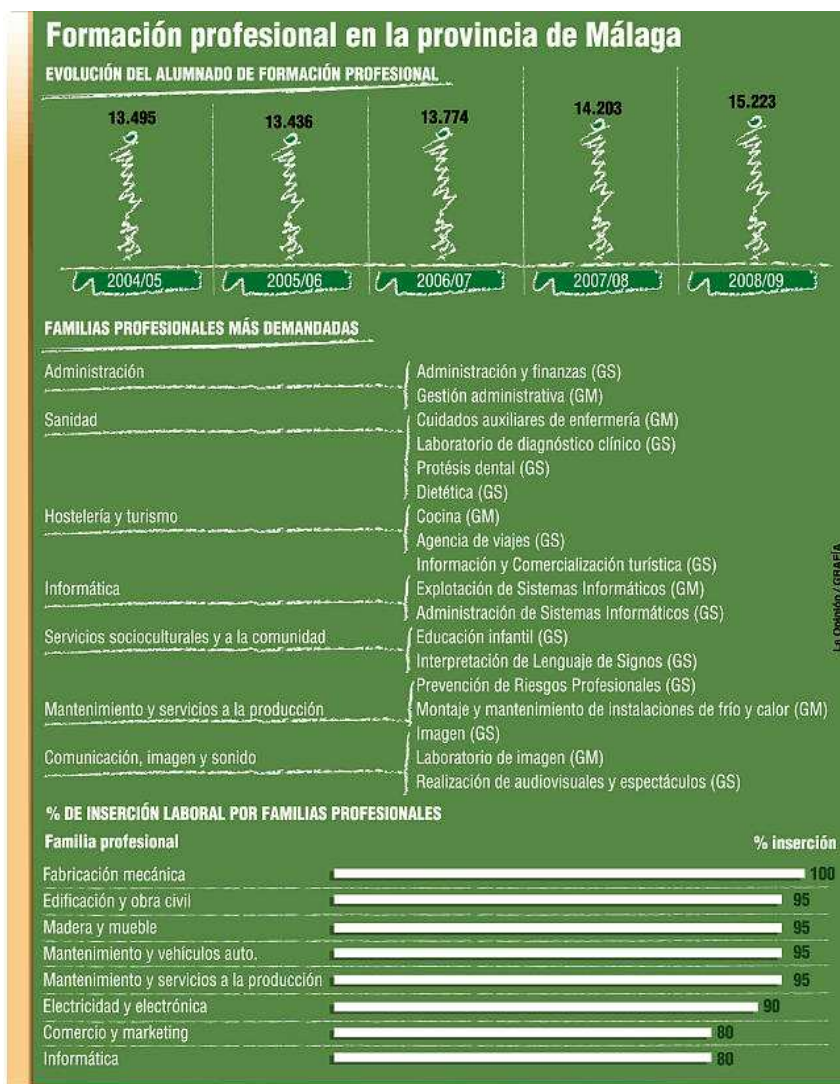 Formación profesional en la provincia de Málaga
EVOLUCIÓN DEL ALUMNADO DE FORMACIÓN PROFESIONAL
13.495
13.436
13.774
14.203
15.223
2004/05
2005/06
2006/07
2007/08
2008/09
FAMILIAS PROFESIONALES MÁS DEMANDADAS
Administración
Administración y finanzas (GS)
Gestión administrativa (GM)
Sanidad
Cuidados auxiliares de enfermería (GM)
Laboratorio de diagnóstico clínico (GS)
Protésis dental (GS)
Dietética (GS)
Hostelería y turismo
Cocina (GM)
Agencia de viajes (GS)
Información y Comercialización turística (GS)
Informática
Explotación de Sistemas Informáticos (GM)
Administración de Sistemas Informáticos (GS)
Servicios socioculturales y a la comunidad
Educación infantil (GS)
Interpretación de Lenguaje de Signos (GS)
Prevención de Riesgos Profesionales (GS)
Mantenimiento y servicios a la producción
Montaje y mantenimiento de instalaciones de frío y calor (GM)
Imagen (GS)
Comunicación, imagen y sonido
Laboratorio de imagen (GM)
Realización de audiovisuales y espectáculos (GS)
La Opinión / GRAFÍA
% DE INSERCIÓN LABORAL POR FAMILIAS PROFESIONALES
Familia profesional % inserción
Fabricación mecánica 100
Edificación y obra civil 95
Madera y mueble 95
Mantenimiento y vehículos auto. 95
Mantenimiento y servicios a la producción 95
Electricidad y electrónica 90
Comercio y marketing 80
Informática 80